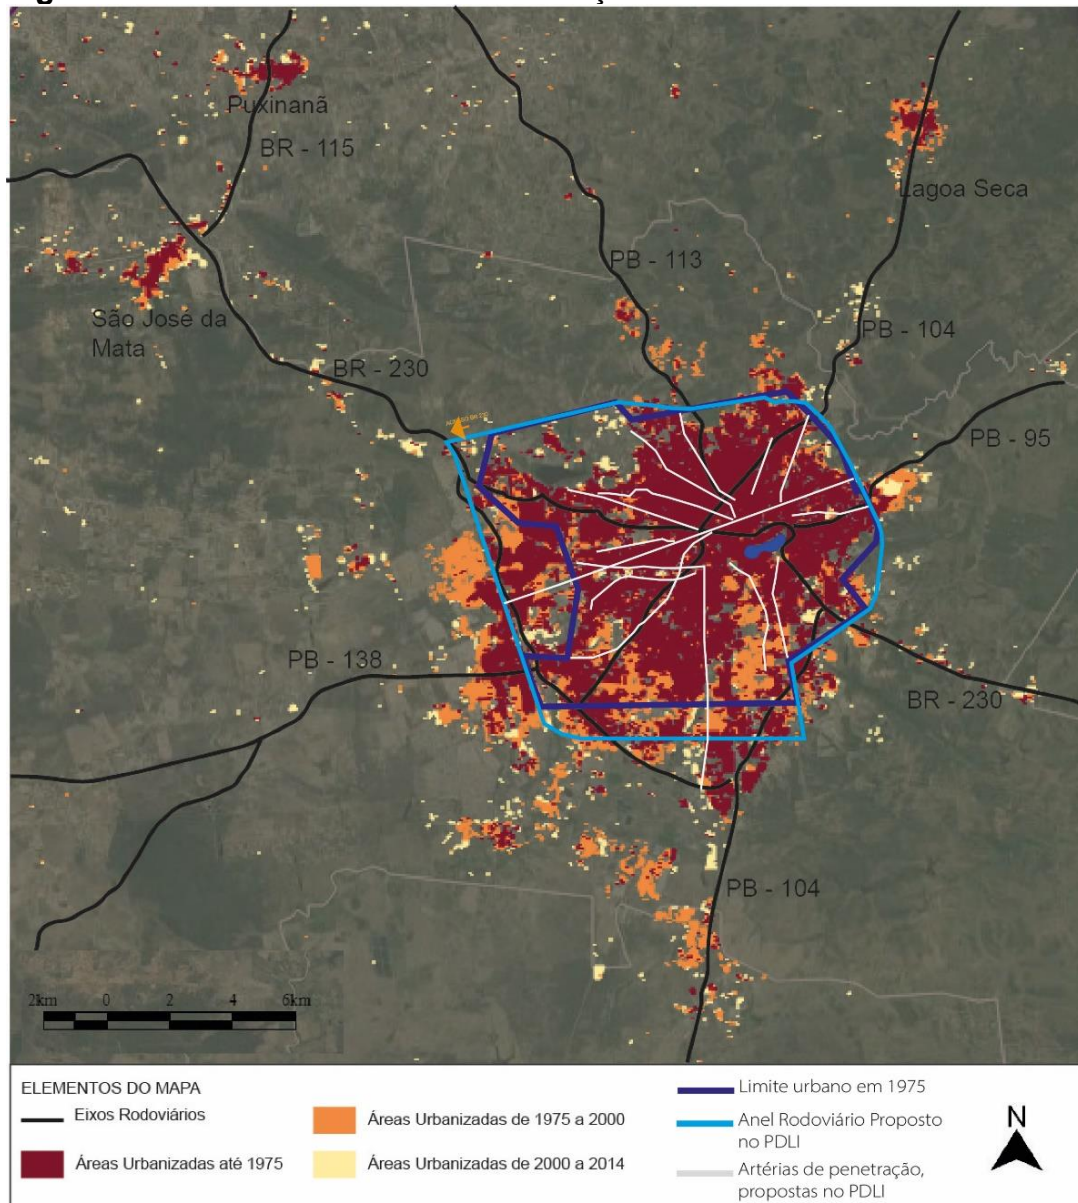 Puxinanã
BR - 115
Lagoa Seca
PB - 113
São José da
Mata
PB - 104
BR - 230
PB - 95
PB - 138
BR - 230
PB - 104
2km 0 2 4 6km
ELEMENTOS DO MAPA
Eixos Rodoviários
Áreas Urbanizadas até 1975
Áreas Urbanizadas de 1975 a 2000
Áreas Urbanizadas de 2000 a 2014
Limite urbano em 1975
Anel Rodoviário Proposto
no PDLI
Artérias de penetração,
propostas no PDLI
N